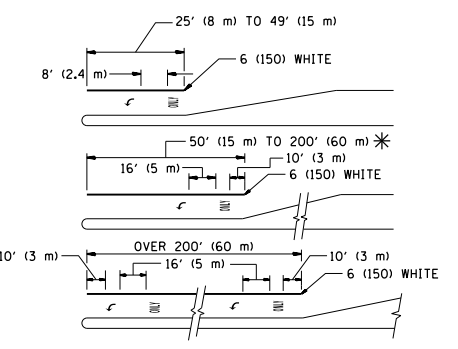 25' (8 m) TO 49' (15 m)
6 (150) WHITE
8' (2.4 m)
ONLY
50' (15 m) TO 200' (60 m) *
16' (5 m)
10' (3 m)
6 (150) WHITE
ONLY
OVER 200' (60 m)
10' (3 m)
16' (5 m)
10' (3 m)
6 (150) WHITE
ONLY
ONLY